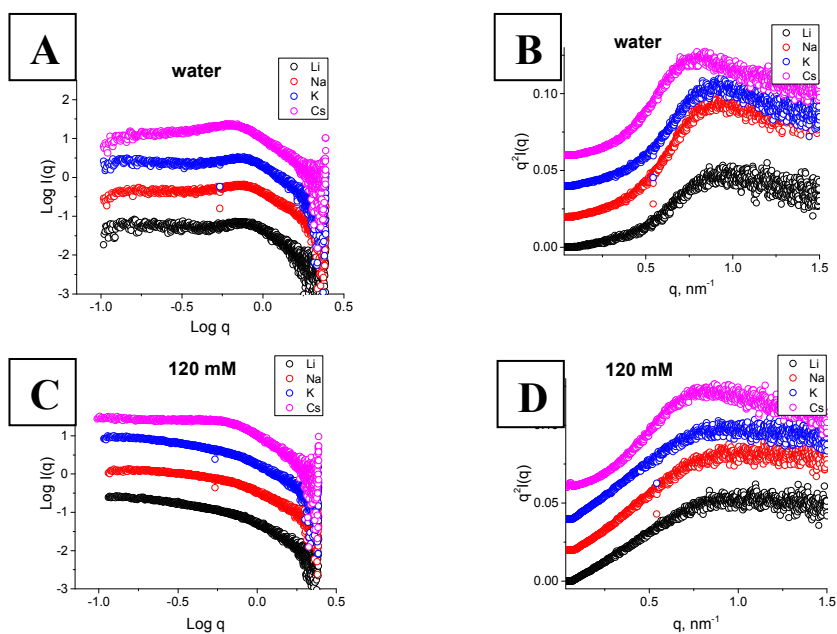 A
water
Li
Na
K
Cs
Log I(q)
2
1
0
-1
-2
-3
-1.0
-0.5
0.0
0.5
Log q
B
water
Li
Na
K
Cs
q²I(q)
0.10
0.05
0.00
0.5
1.0
1.5
q, nm⁻¹
C
120 mM
Li
Na
K
Cs
Log I(q)
1
0
-1
-2
-3
-1.0
-0.5
0.0
0.5
Log q
D
120 mM
Li
Na
K
Cs
q²I(q)
0.05
0.00
0.5
1.0
1.5
q, nm⁻¹